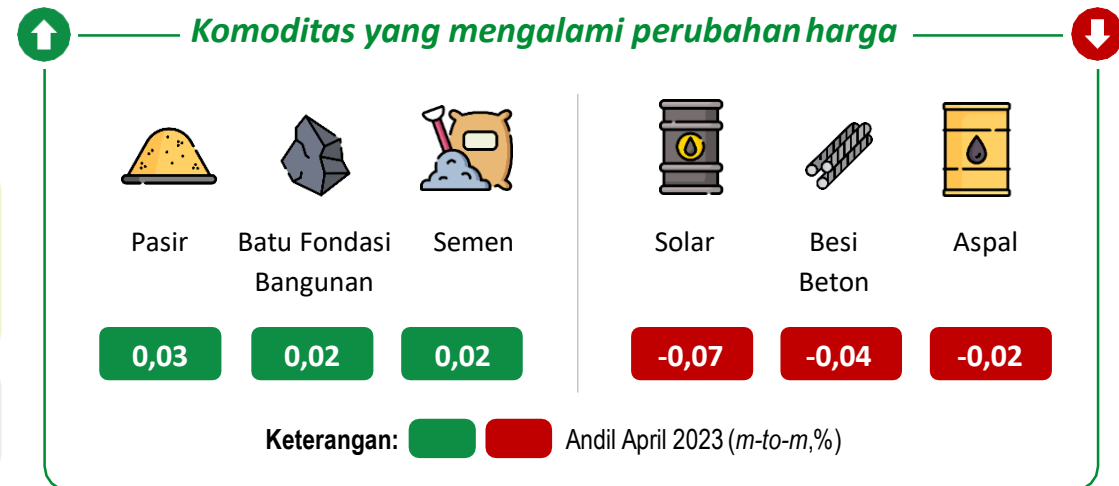 Komoditas yang mengalami perubahan harga
Pasir
Batu Fondasi
Bangunan
Semen
Solar
Besi
Beton
Aspal
0,03
0,02
0,02
-0,07
-0,04
-0,02
Keterangan: Andil April 2023 (m-to-m,%)